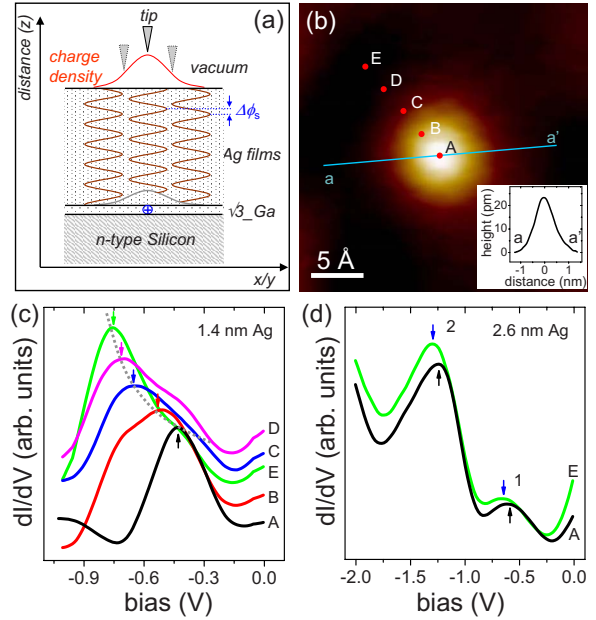 (a)
tip
distance (z)
charge
density
vacuum
Δϕs
Ag films
⊕
√3_Ga
n-type Silicon
x/y
(b)
E
D
C
B
A
a'
a
5 Å
height (pm)
20
10
0
a
a'
-1
0
1
distance (nm)
(c)
1.4 nm Ag
dI/dV (arb. units)
D
C
E
B
A
-0.9
-0.6
-0.3
0.0
bias (V)
(d)
2
2.6 nm Ag
dI/dV (arb. units)
1
E
A
-2.0
-1.5
-1.0
-0.5
0.0
bias (V)